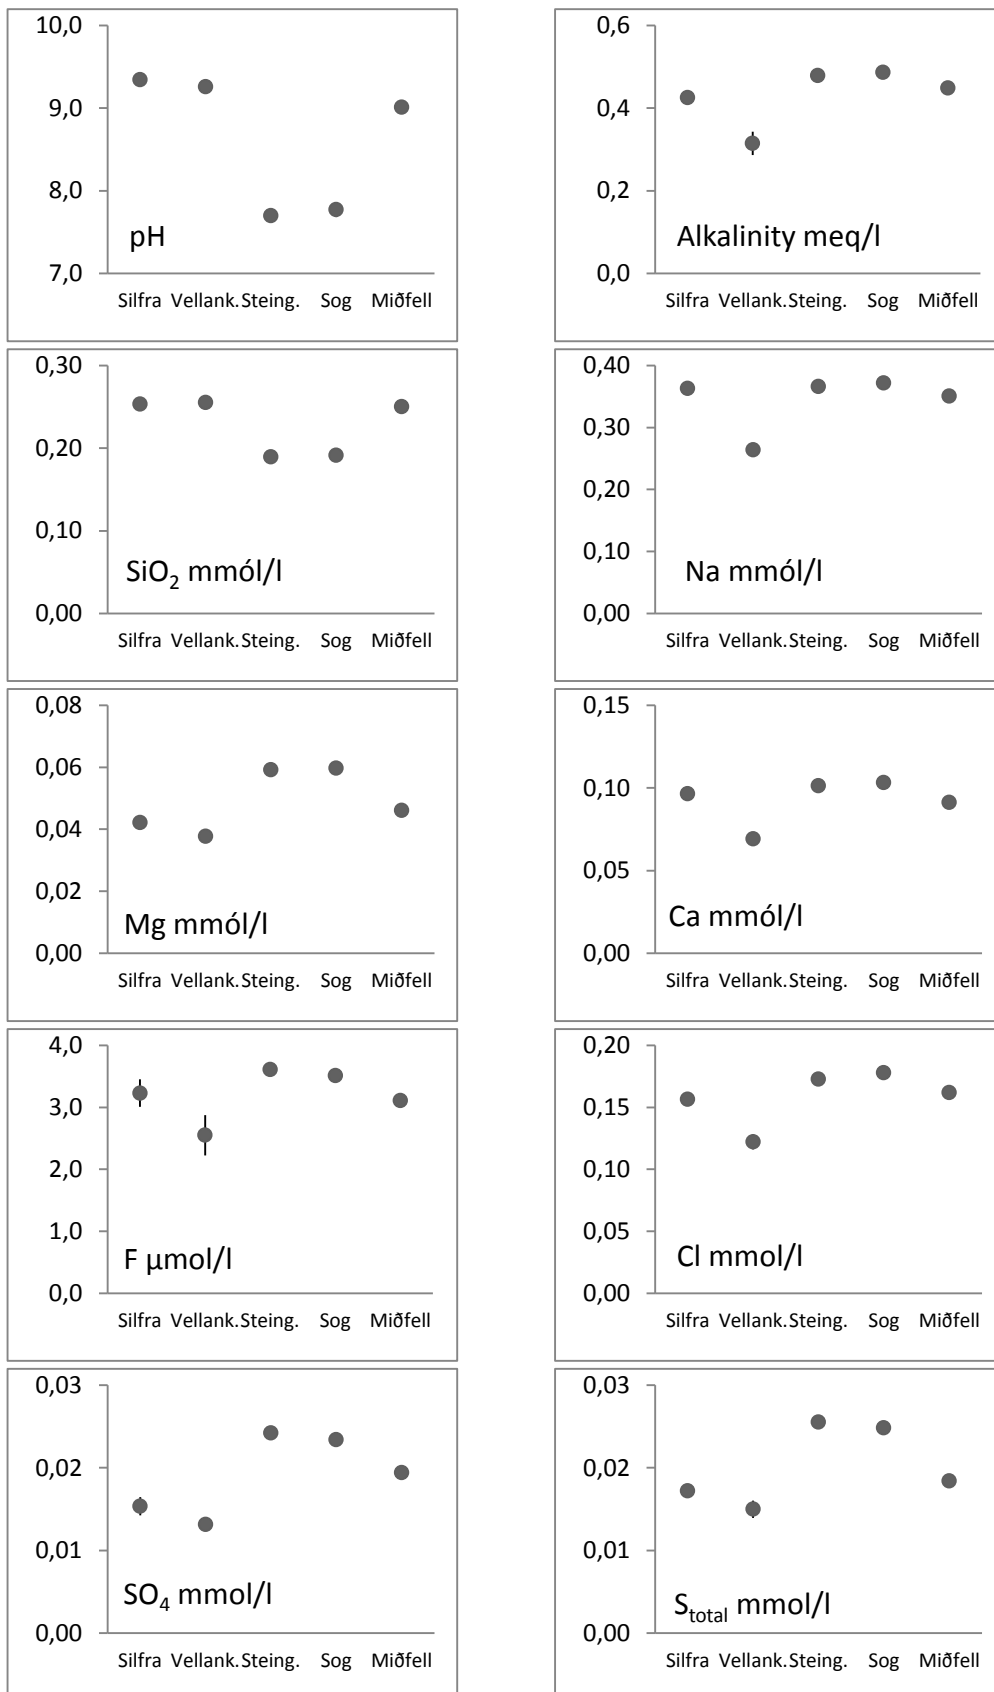 10,0
9,0
8,0
7,0
pH
Silfra Vellank. Steing. Sog Miðfell
0,6
0,4
0,2
0,0
Alkalinity meq/l
Silfra Vellank. Steing. Sog Miðfell
0,30
0,20
0,10
0,00
SiO₂ mmól/l
Silfra Vellank. Steing. Sog Miðfell
0,40
0,30
0,20
0,10
0,00
Na mmól/l
Silfra Vellank. Steing. Sog Miðfell
0,08
0,06
0,04
0,02
0,00
Mg mmól/l
Silfra Vellank. Steing. Sog Miðfell
0,15
0,10
0,05
0,00
Ca mmól/l
Silfra Vellank. Steing. Sog Miðfell
4,0
3,0
2,0
1,0
0,0
F µmol/l
Silfra Vellank. Steing. Sog Miðfell
0,20
0,15
0,10
0,05
0,00
Cl mmol/l
Silfra Vellank. Steing. Sog Miðfell
0,03
0,02
0,01
0,00
SO₄ mmol/l
Silfra Vellank. Steing. Sog Miðfell
0,03
0,02
0,01
0,00
S_total mmol/l
Silfra Vellank. Steing. Sog Miðfell